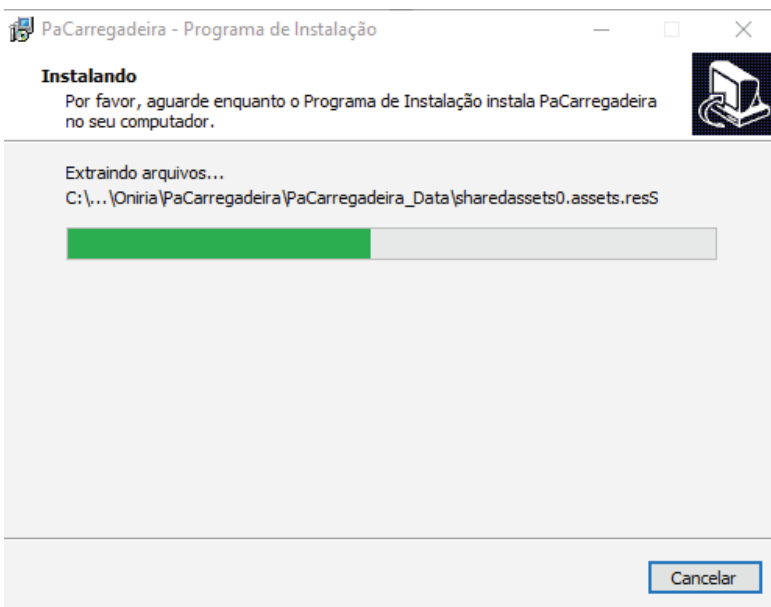 PaCarregadeira - Programa de Instalação
Instalando
Por favor, aguarde enquanto o Programa de Instalação instala PaCarregadeira
no seu computador.
Extraindo arquivos...
C:\...\Oniria\PaCarregadeira\PaCarregadeira_Data\sharedassets0.assets.resS
Cancelar